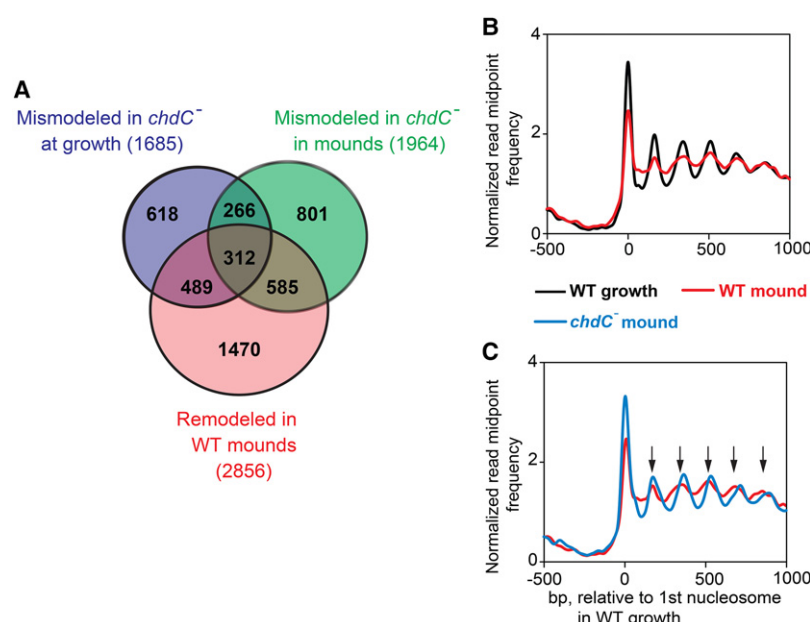 A
Mismodeled in chdC-
at growth (1685)
Mismodeled in chdC-
in mounds (1964)
618
266
801
312
489
585
1470
Remodeled in
WT mounds
(2856)
B
Normalized read midpoint
frequency
4
2
0
-500
0
500
1000
WT growth
WT mound
chdC- mound
C
Normalized read midpoint
frequency
4
2
0
-500
0
500
1000
bp, relative to 1st nucleosome
in WT growth